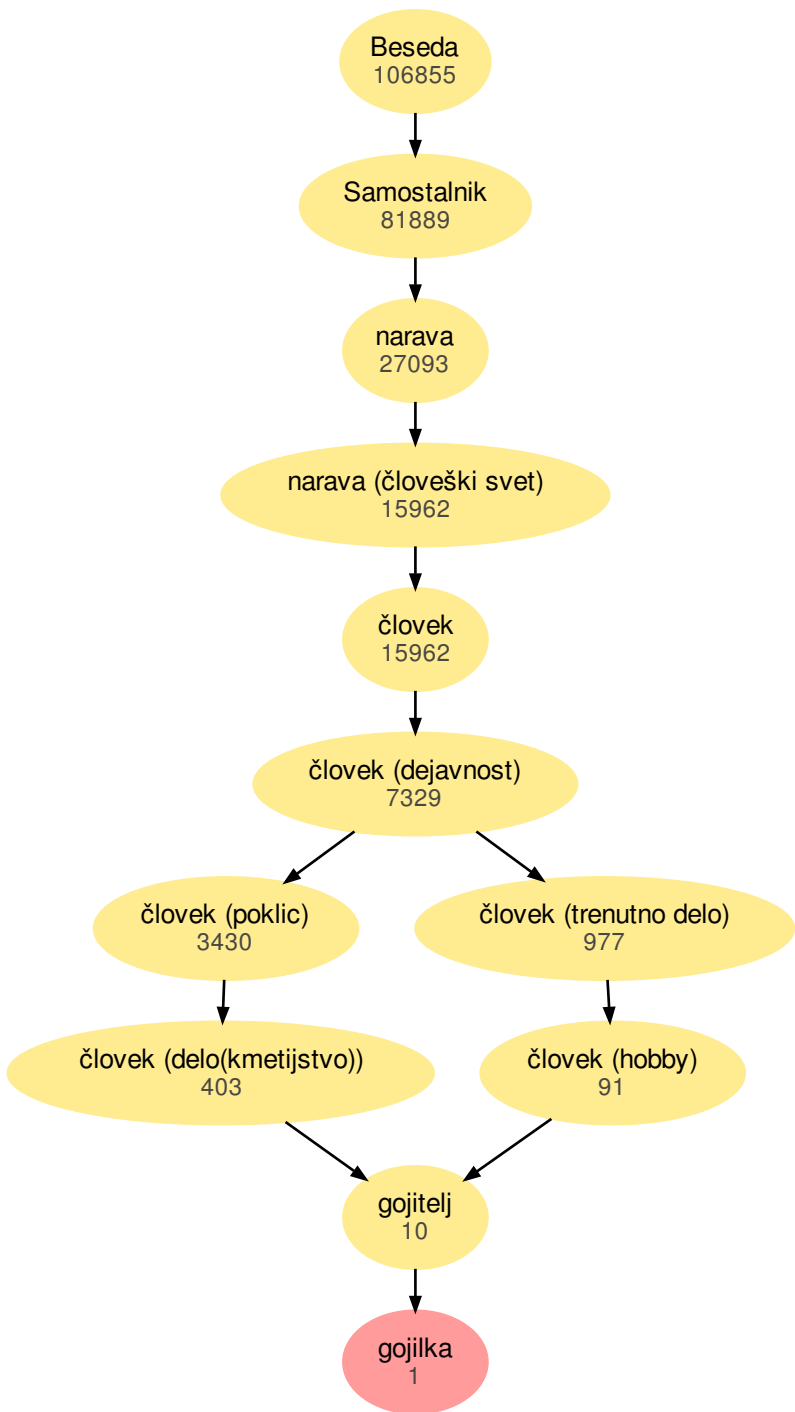 Beseda
106855
Samostalnik
81889
narava
27093
narava (človeški svet)
15962
človek
15962
človek (dejavnost)
7329
človek (poklic)
3430
človek (trenutno delo)
977
človek (delo(kmetijstvo))
403
človek (hobby)
91
gojitelj
10
gojilka
1